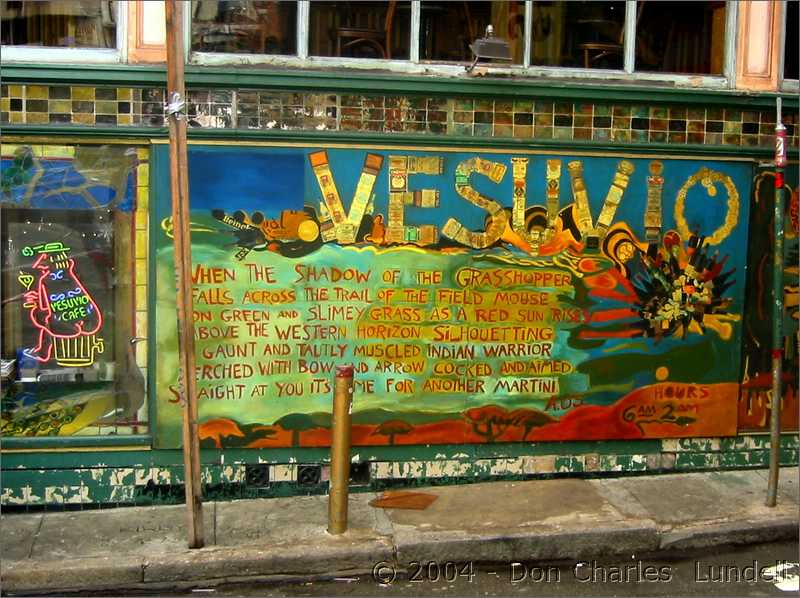 VESUVIO
WHEN THE SHADOW OF THE GRASSHOPPER
FALLS ACROSS THE TRAIL OF THE FIELD MOUSE
ON GREEN AND SLIMEY GRASS AS A RED SUN RISES
ABOVE THE WESTERN HORIZON SILHOUETTING
GAUNT AND TAUTLY MUSCLED INDIAN WARRIOR
PERCHED WITH BOW AND ARROW COCKED AND AIMED
STRAIGHT AT YOU ITS TIME FOR ANOTHER MARTINI
HOURS
6AM 2AM
VESUVIO
CAFE
© 2004 - Don Charles Lundell